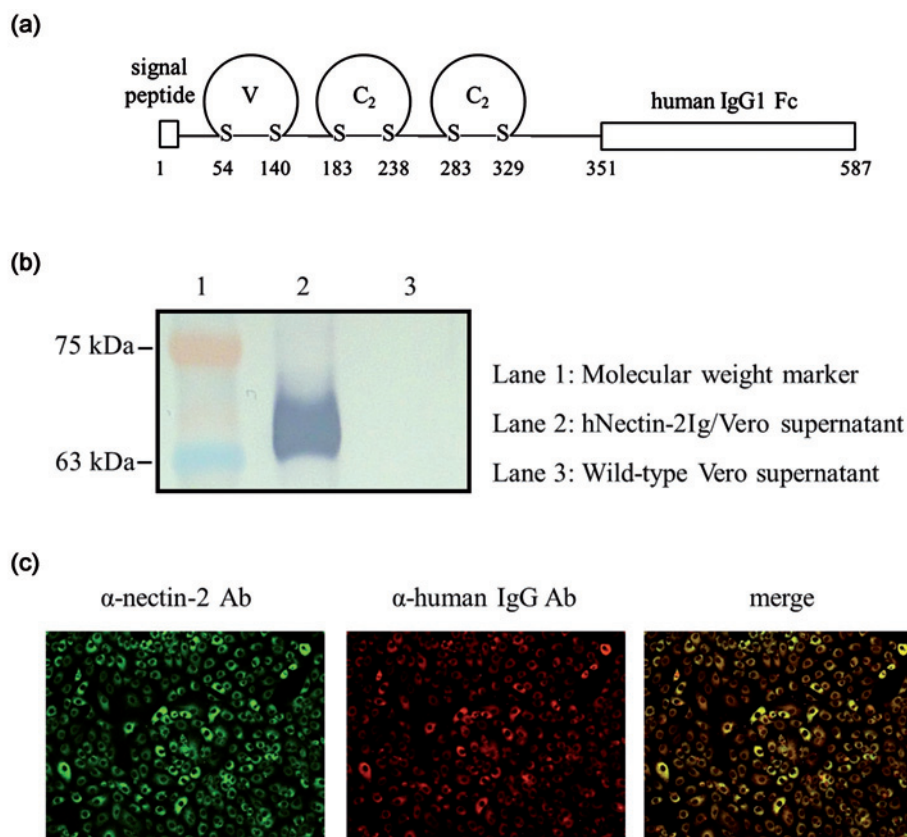 (a)
signal
peptide
V
C₂
C₂
human IgG1 Fc
S S S S S S
1 54 140 183 238 283 329 351 587
(b)
1 2 3
75 kDa
63 kDa
Lane 1: Molecular weight marker
Lane 2: hNectin-2Ig/Vero supernatant
Lane 3: Wild-type Vero supernatant
(c)
α-nectin-2 Ab
α-human IgG Ab
merge